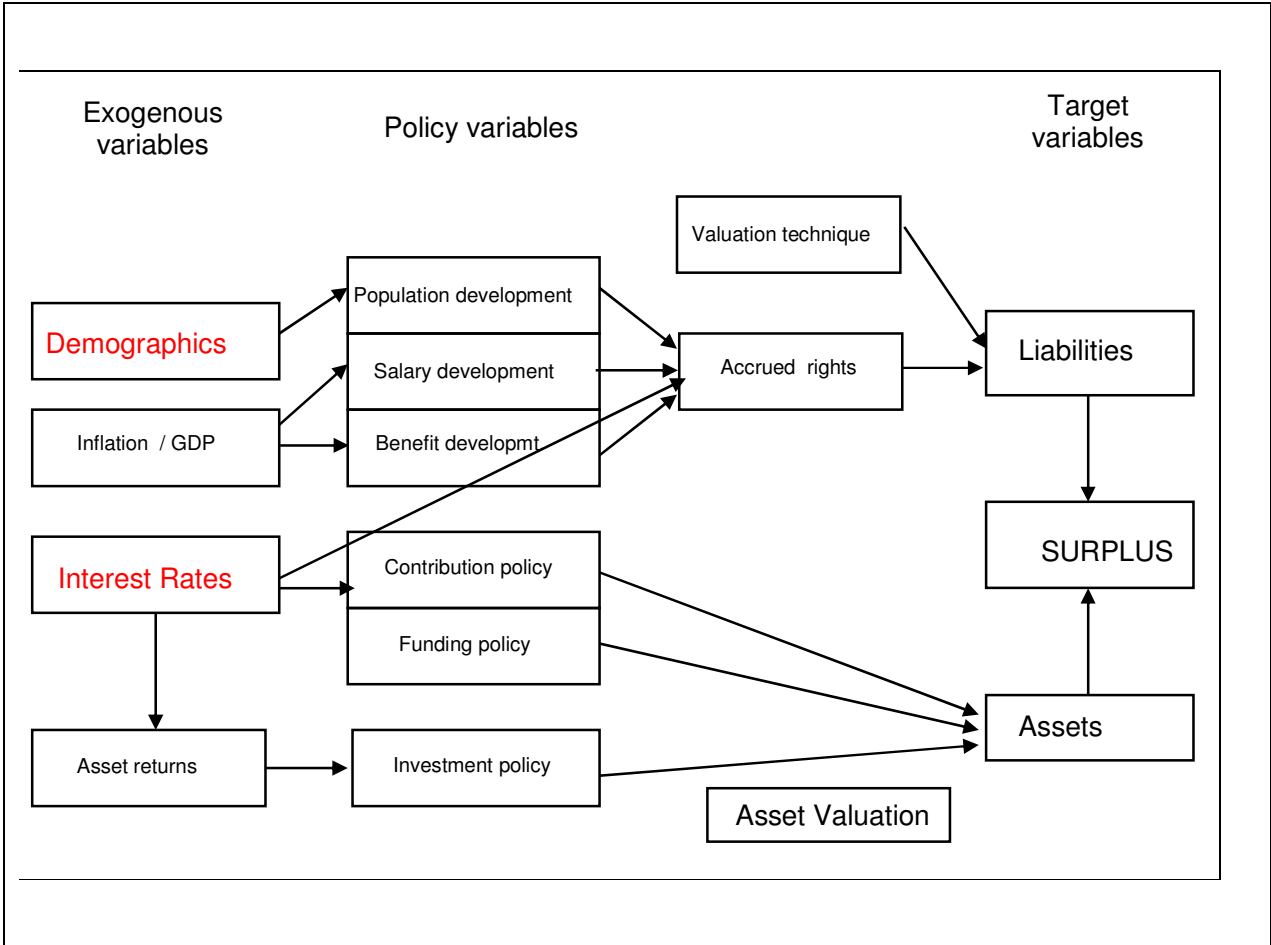 Exogenous
variables
Policy variables
Target
variables
Valuation technique
Population development
Demographics
Salary development
Accrued rights
Liabilities
Inflation / GDP
Benefit developmt
Interest Rates
Contribution policy
SURPLUS
Funding policy
Assets
Asset returns
Investment policy
Asset Valuation